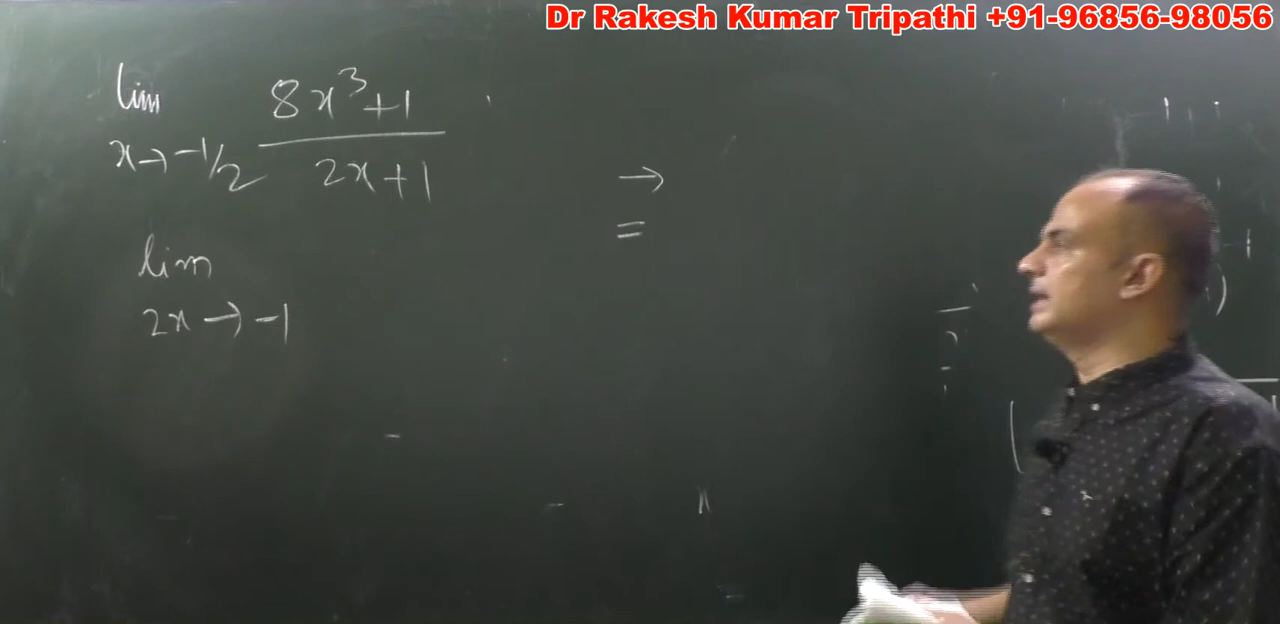 Dr Rakesh Kumar Tripathi +91-96856-98056
lim 8x³+1
x→-1/2 2x+1
→
=
lim
2x→-1